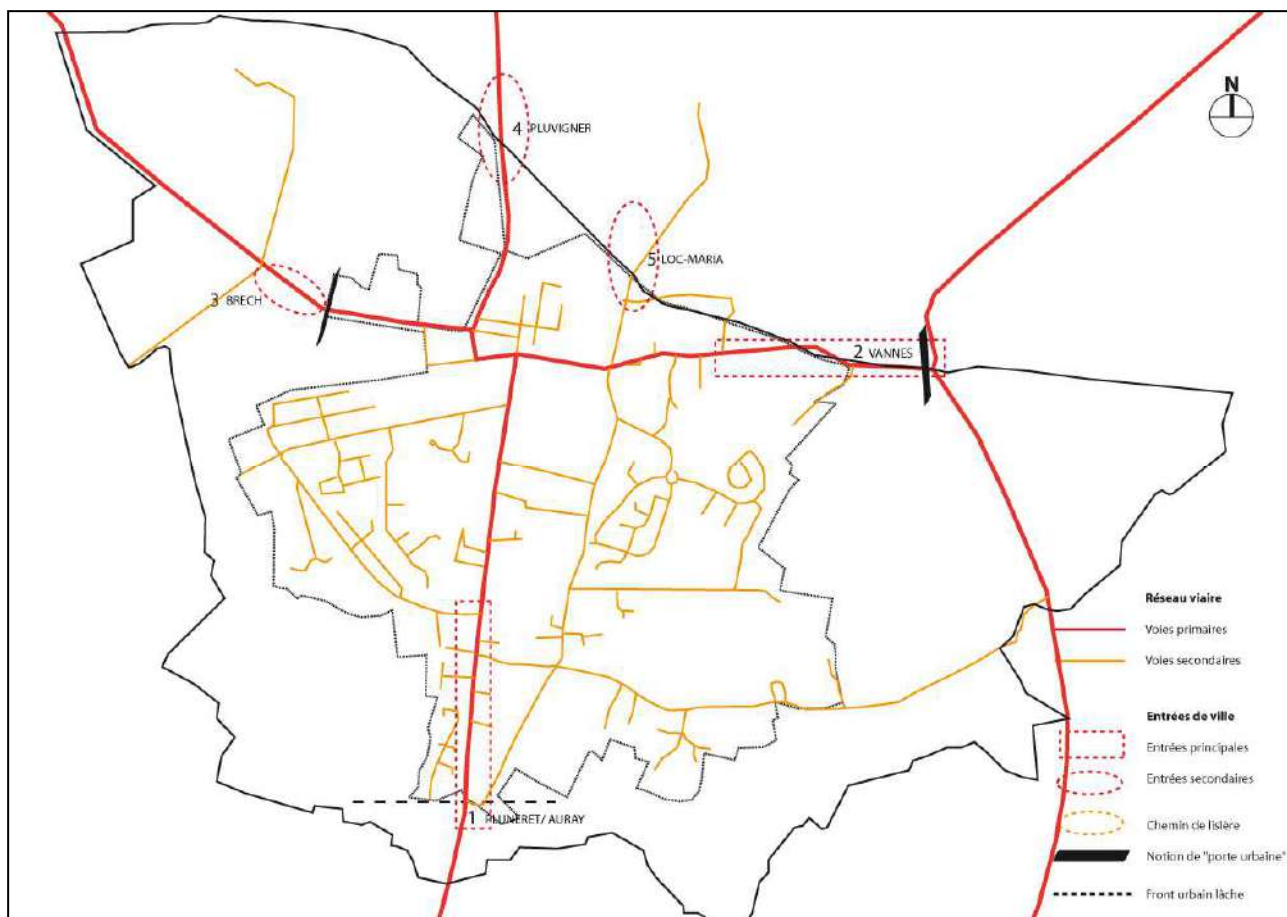 N
4 PLUVIGNER
5 LOC-MARIA
3 BRECH
2 VANNES
1 PLUNERET/AURAY
Réseau viaire
Voies primaires
Voies secondaires
Entrées de ville
Entrées principales
Entrées secondaires
Chemin de lisière
Notion de "porte urbaine"
Front urbain lâche